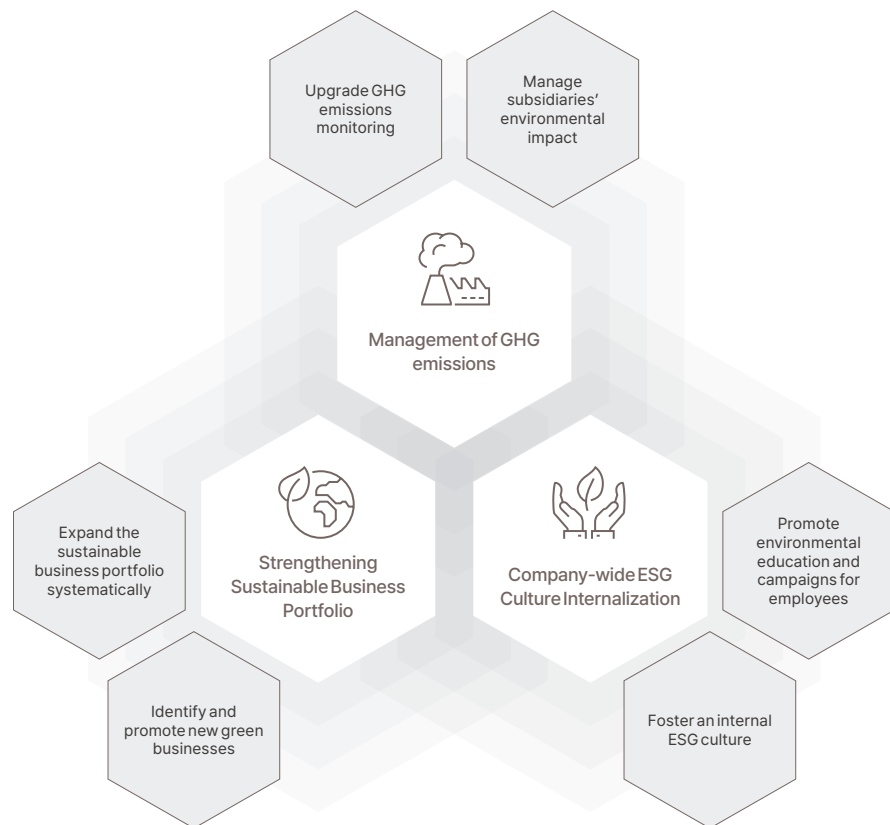 Upgrade GHG
emissions
monitoring
Manage
subsidiaries’
environmental
impact
Management of GHG
emissions
Expand the
sustainable
business portfolio
systematically
Strengthening
Sustainable Business
Portfolio
Company-wide ESG
Culture Internalization
Promote
environmental
education and
campaigns for
employees
Identify and
promote new green
businesses
Foster an internal
ESG culture